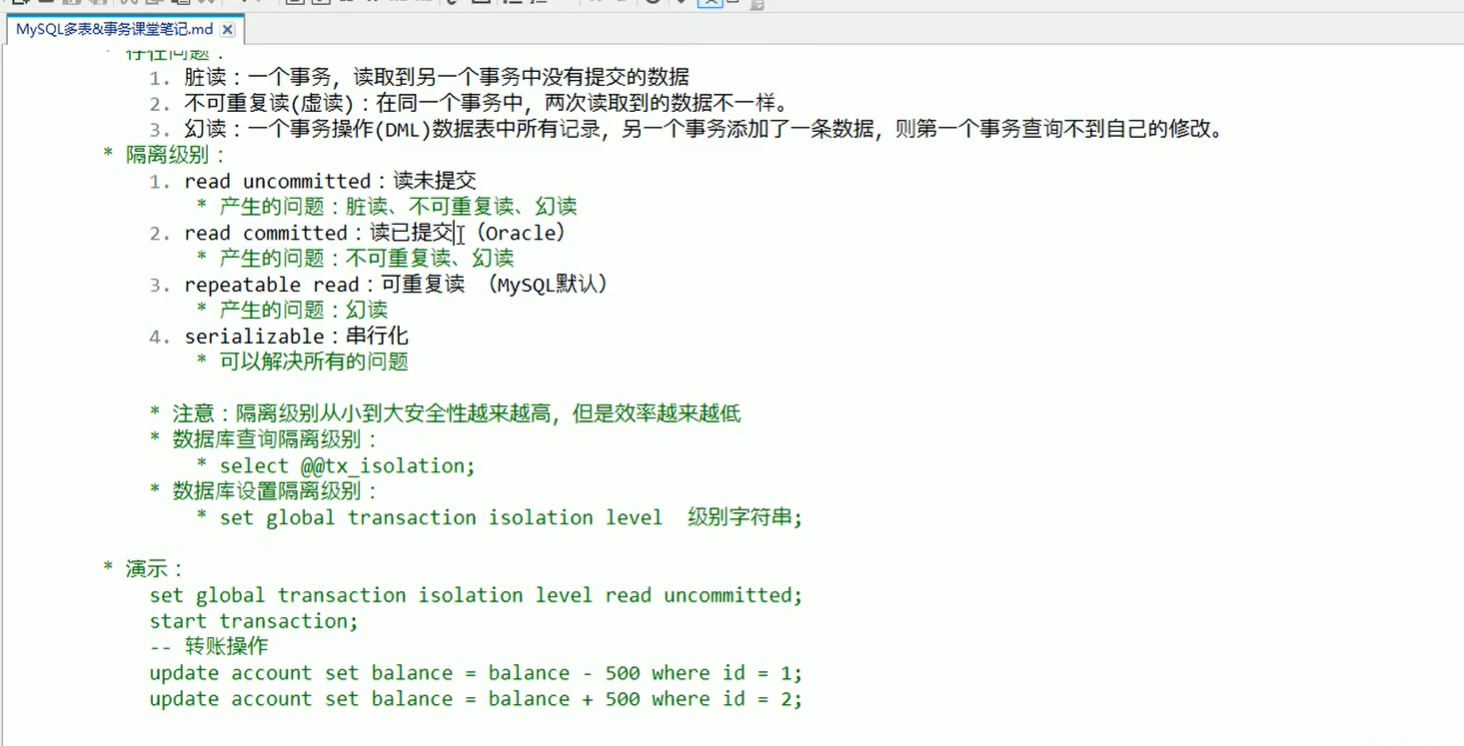 MySQL多表&事务课堂笔记.md
* 存在问题：
1. 脏读：一个事务，读取到另一个事务中没有提交的数据
2. 不可重复读(虚读)：在同一个事务中，两次读取到的数据不一样。
3. 幻读：一个事务操作(DML)数据表中所有记录，另一个事务添加了一条数据，则第一个事务查询不到自己的修改。
* 隔离级别：
1. read uncommitted：读未提交
* 产生的问题：脏读、不可重复读、幻读
2. read committed：读已提交 （Oracle）
* 产生的问题：不可重复读、幻读
3. repeatable read：可重复读 （MySQL默认）
* 产生的问题：幻读
4. serializable：串行化
* 可以解决所有的问题
* 注意：隔离级别从小到大安全性越来越高，但是效率越来越低
* 数据库查询隔离级别：
* select @@tx_isolation;
* 数据库设置隔离级别：
* set global transaction isolation level  级别字符串;
* 演示：
set global transaction isolation level read uncommitted;
start transaction;
-- 转账操作
update account set balance = balance - 500 where id = 1;
update account set balance = balance + 500 where id = 2;